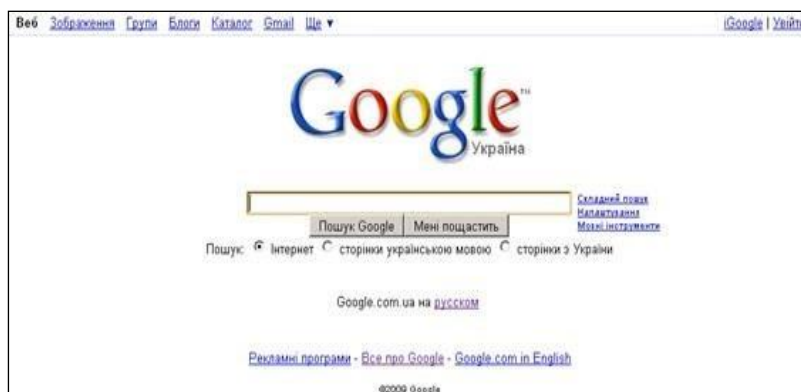 Веб Зображення Групи Блоги Каталог Gmail Ще ▼ iGoogle | Увійти
Google™
Україна
Складний пошук
Налаштування
Мовні інструменти
Пошук Google Мені пощастить
Пошук: Інтернет сторінки українською мовою сторінки з України
Google.com.ua на русском
Рекламні програми - Все про Google - Google.com in English
©2009 Google